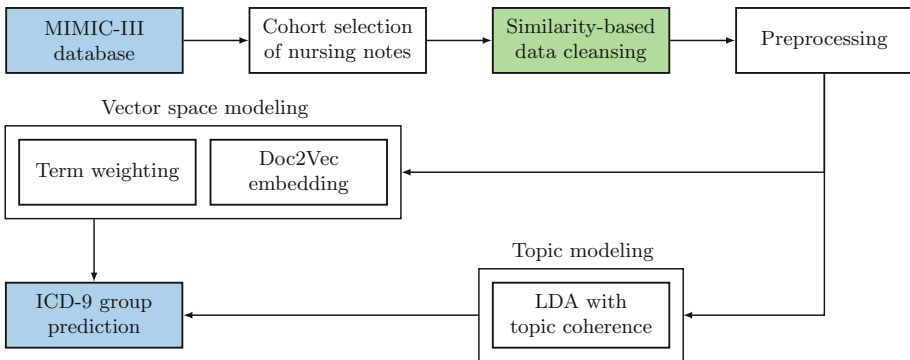 MIMIC-III
database
Cohort selection
of nursing notes
Similarity-based
data cleansing
Preprocessing
Vector space modeling
Term weighting
Doc2Vec
embedding
Topic modeling
ICD-9 group
prediction
LDA with
topic coherence